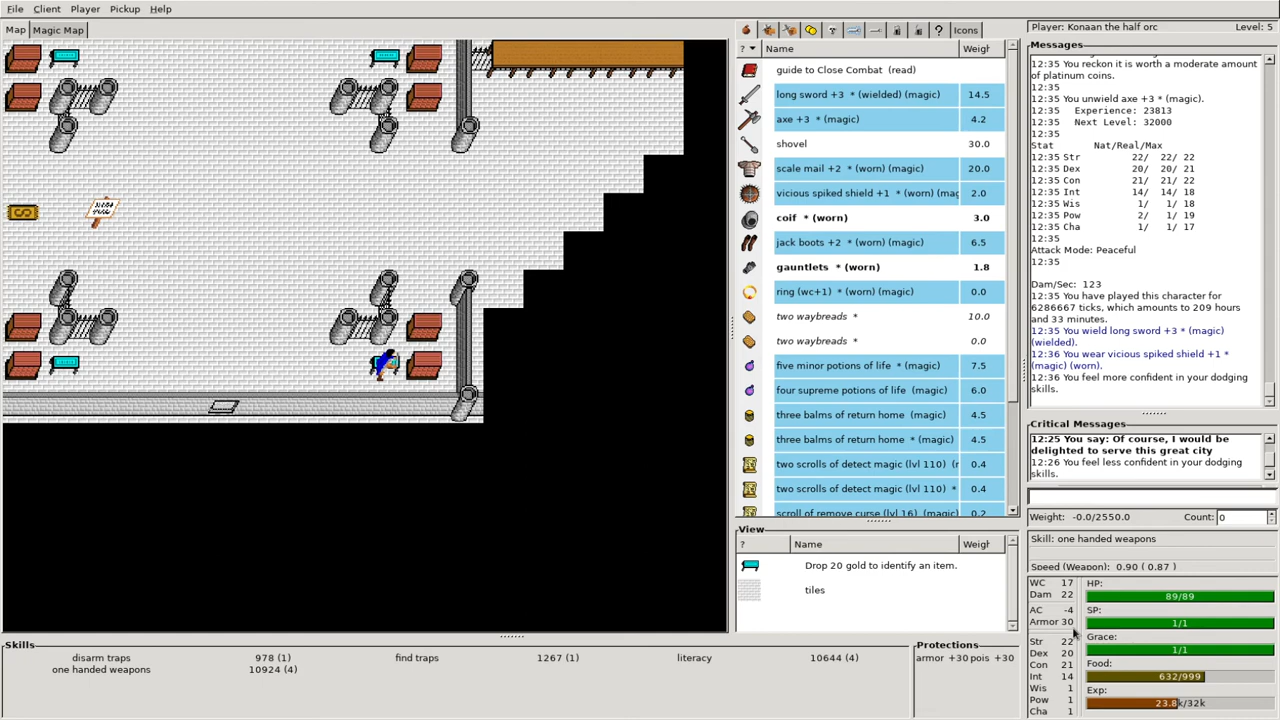 File Client Player Pickup Help
Map Magic Map
Icons
? Name Weigh
guide to Close Combat (read)
long sword +3 * (wielded) (magic) 14.5
axe +3 * (magic) 4.2
shovel 30.0
scale mail +2 * (worn) (magic) 20.0
vicious spiked shield +1 * (worn) (mag 2.0
coif * (worn) 3.0
jack boots +2 * (worn) (magic) 6.5
gauntlets * (worn) 1.8
ring (wc+1) * (worn) (magic) 0.0
two waybreads * 10.0
two waybreads * 0.0
five minor potions of life * (magic) 7.5
four supreme potions of life (magic) 6.0
three balms of return home (magic) 4.5
three balms of return home * (magic) 4.5
two scrolls of detect magic (lvl 110) (r 0.4
two scrolls of detect magic (lvl 110) * 0.4
scroll of remove curse (lvl 16) (magic) 0.2
View
? Name Weigh
Drop 20 gold to identify an item.
tiles
Player: Konaan the half orc Level: 5
Messages
12:35 You reckon it is worth a moderate amount
of platinum coins.
12:35
12:35 You unwield axe +3 * (magic).
12:35 Experience: 23813
12:35 Next Level: 32000
12:35
Stat Nat/Real/Max
12:35 Str 22/ 22/ 22
12:35 Dex 20/ 20/ 21
12:35 Con 21/ 21/ 22
12:35 Int 14/ 14/ 18
12:35 Wis 1/ 1/ 18
12:35 Pow 2/ 1/ 19
12:35 Cha 1/ 1/ 17
12:35
Attack Mode: Peaceful
12:35
Dam/Sec: 123
12:35 You have played this character for
6286667 ticks, which amounts to 209 hours
and 33 minutes.
12:35 You wield long sword +3 * (magic)
(wielded).
12:36 You wear vicious spiked shield +1 *
(magic) (worn).
12:36 You feel more confident in your dodging
skills.
Critical Messages
12:25 You say: Of course, I would be
delighted to serve this great city
12:26 You feel less confident in your dodging
skills.
Weight: -0.0/2550.0 Count: 0
Skill: one handed weapons
Speed (Weapon): 0.90 ( 0.87 )
WC 17 HP:
Dam 22 89/89
AC -4 SP:
Armor 30 1/1
Str 22 Grace:
Dex 20 1/1
Con 21 Food:
Int 14 632/999
Wis 1 Exp:
Pow 1 23.8k/32k
Cha 1
Skills
disarm traps 978 (1) find traps 1267 (1) literacy 10644 (4)
one handed weapons 10924 (4)
Protections
armor +30 pois +30